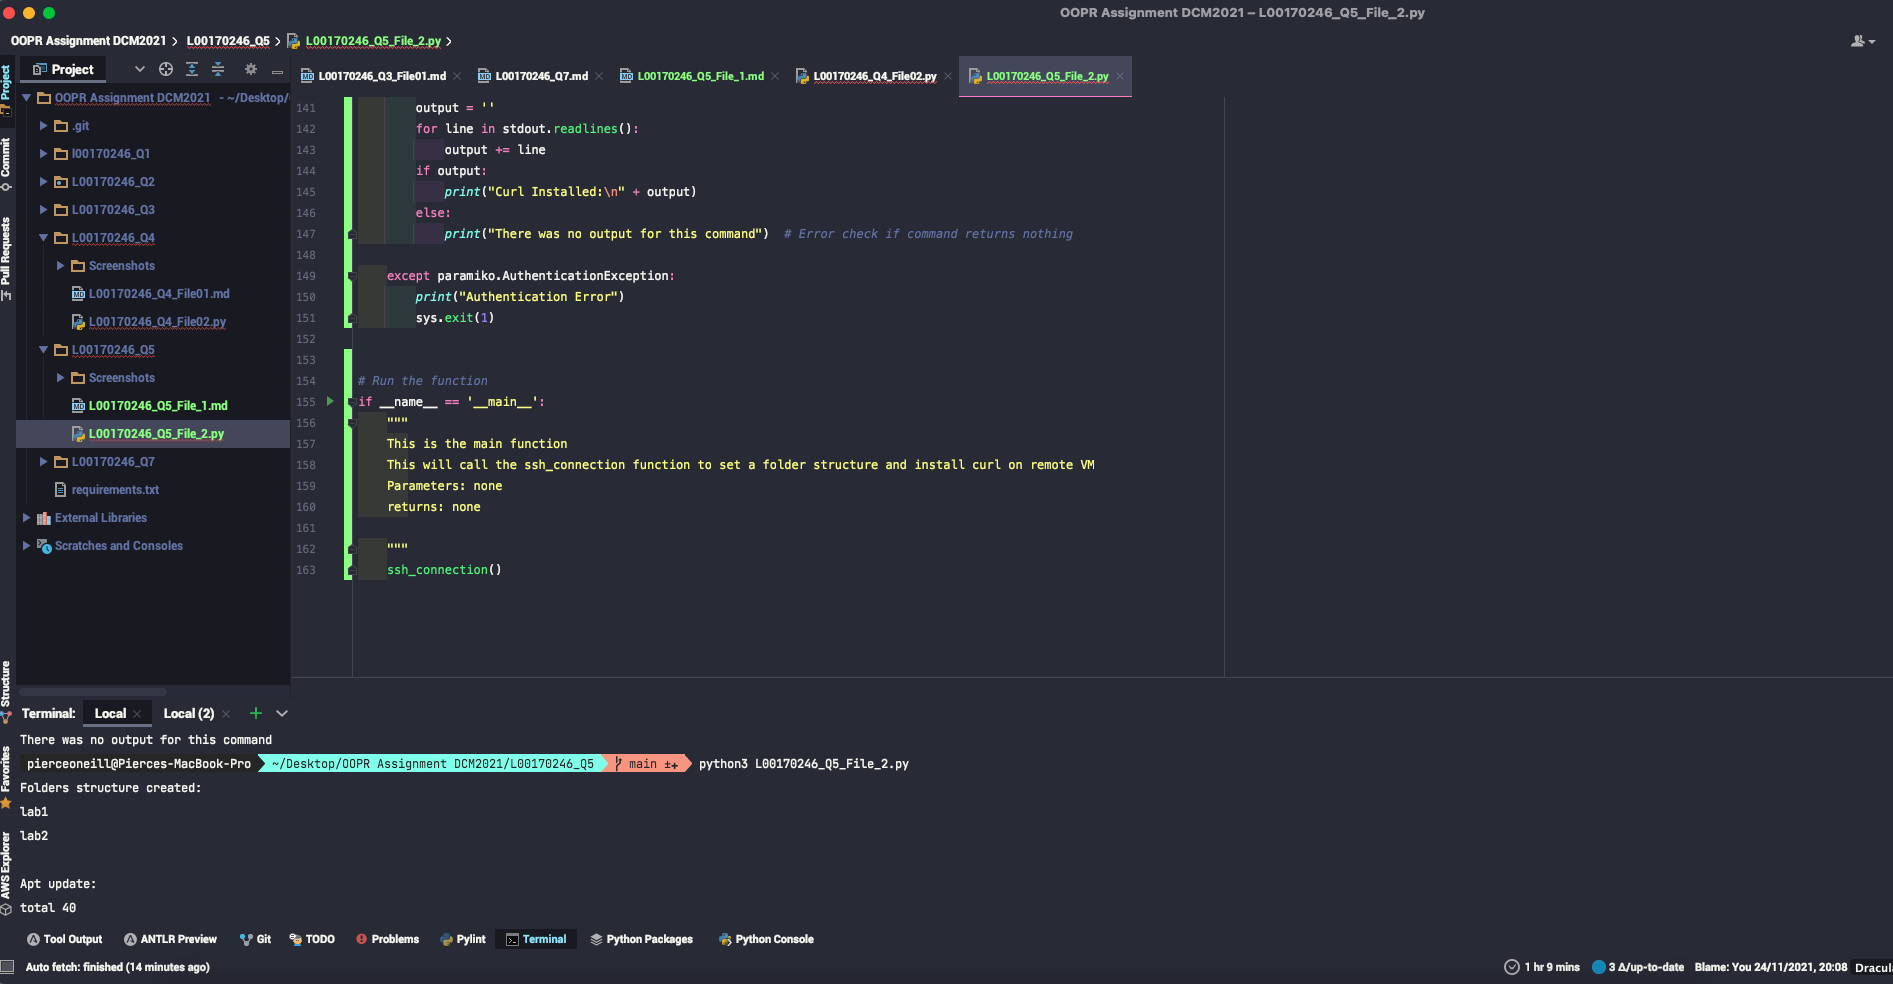 OOPR Assignment DCM2021 – L00170246_Q5_File_2.py
OOPR Assignment DCM2021 › L00170246_Q5 › L00170246_Q5_File_2.py ›
Project
L00170246_Q3_File01.md
L00170246_Q7.md
L00170246_Q5_File_1.md
L00170246_Q4_File02.py
L00170246_Q5_File_2.py
Project
Commit
Pull Requests
Structure
Favorites
AWS Explorer
OOPR Assignment DCM2021 - ~/Desktop/
.git
l00170246_Q1
L00170246_Q2
L00170246_Q3
L00170246_Q4
Screenshots
L00170246_Q4_File01.md
L00170246_Q4_File02.py
L00170246_Q5
Screenshots
L00170246_Q5_File_1.md
L00170246_Q5_File_2.py
L00170246_Q7
requirements.txt
External Libraries
Scratches and Consoles
141 output = ''
142 for line in stdout.readlines():
143 output += line
144 if output:
145 print("Curl Installed:\n" + output)
146 else:
147 print("There was no output for this command")  # Error check if command returns nothing
148
149 except paramiko.AuthenticationException:
150 print("Authentication Error")
151 sys.exit(1)
152
153
154 # Run the function
155 if __name__ == '__main__':
156 """
157 This is the main function
158 This will call the ssh_connection function to set a folder structure and install curl on remote VM
159 Parameters: none
160 returns: none
161
162 """
163 ssh_connection()
Terminal: Local Local (2)
There was no output for this command
pierceoneill@Pierces-MacBook-Pro ~/Desktop/OOPR Assignment DCM2021/L00170246_Q5 main ±+ python3 L00170246_Q5_File_2.py
Folders structure created:
lab1
lab2
Apt update:
total 40
Tool Output ANTLR Preview Git TODO Problems Pylint Terminal Python Packages Python Console
Auto fetch: finished (14 minutes ago)
1 hr 9 mins 3 Δ/up-to-date Blame: You 24/11/2021, 20:08 Dracul